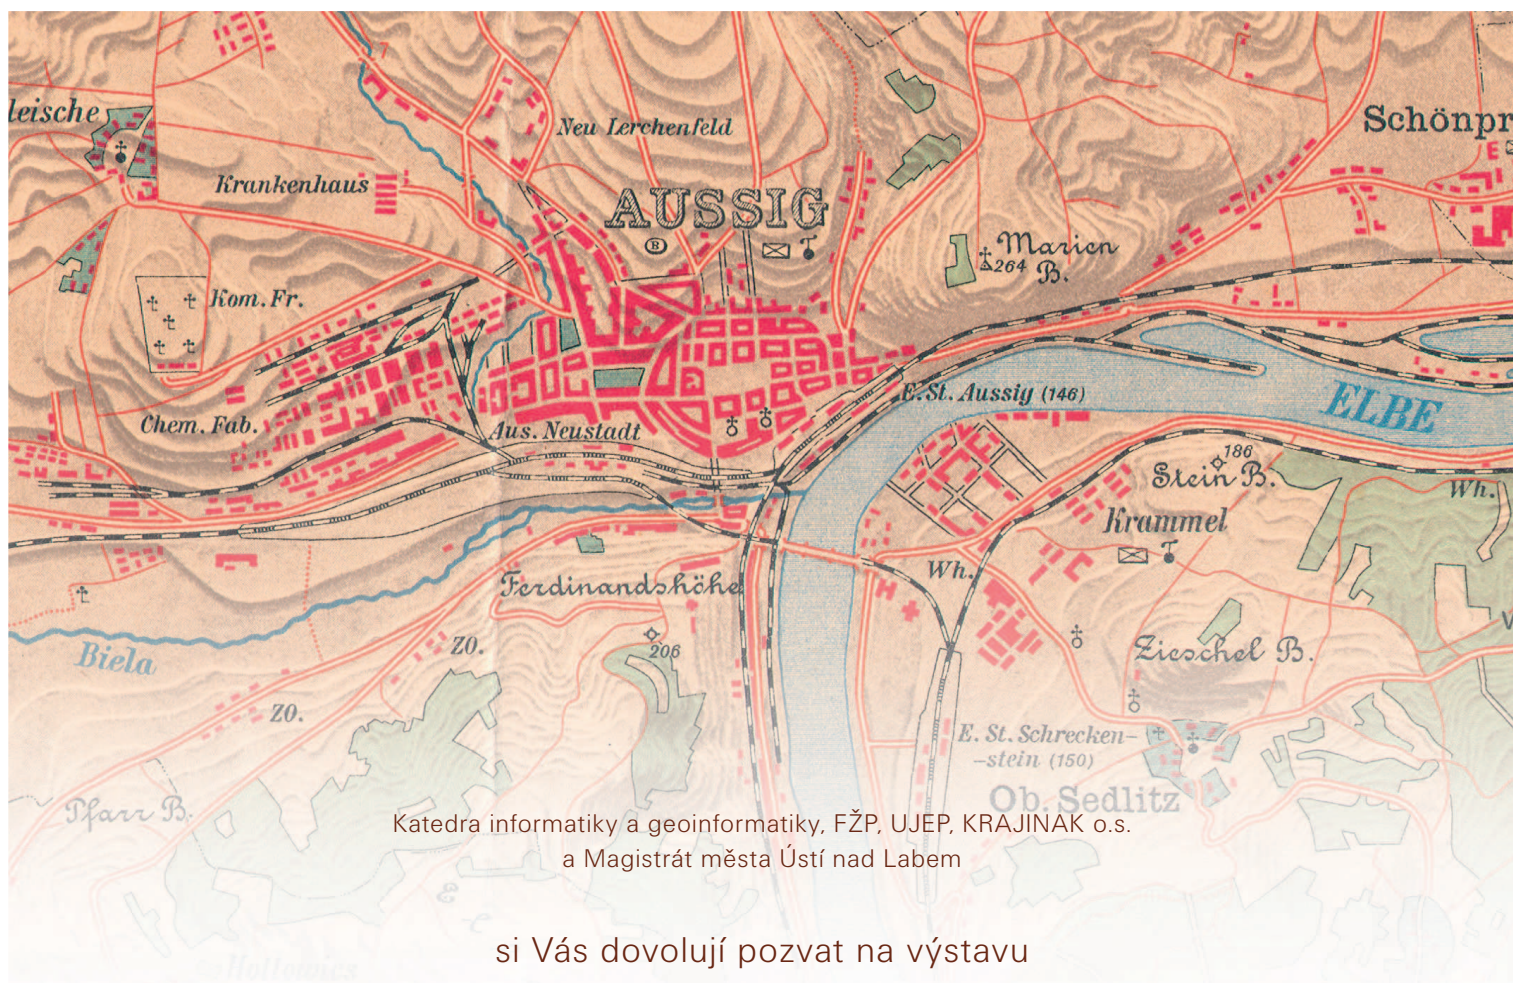 leische
Neu Lerchenfeld
Schönpr
E
Krankenhaus
AUSSIG
B
Marien
B.
264
Kom. Fr.
E. St. Aussig (146)
ELBE
Chem. Fab.
Aus. Neustadt
186
Stein B.
Wh.
Krammel
Wh.
Ferdinandshöhe
Biela
ZO.
206
Zieschel B.
ZO.
E. St. Schrecken-
-stein (150)
Ob. Sedlitz
Pfarr B.
Katedra informatiky a geoinformatiky, FŽP, UJEP, KRAJINAK o.s.
a Magistrát města Ústí nad Labem
si Vás dovolují pozvat na výstavu